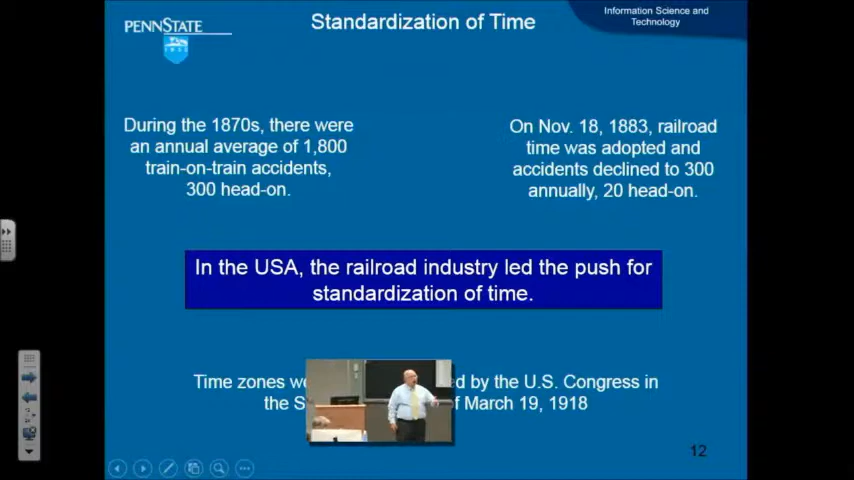 PENNSTATE
1855
Standardization of Time
Information Science and
Technology
During the 1870s, there were
an annual average of 1,800
train-on-train accidents,
300 head-on.
On Nov. 18, 1883, railroad
time was adopted and
accidents declined to 300
annually, 20 head-on.
In the USA, the railroad industry led the push for
standardization of time.
Time zones by the U.S. Congress in
the March 19, 1918
12